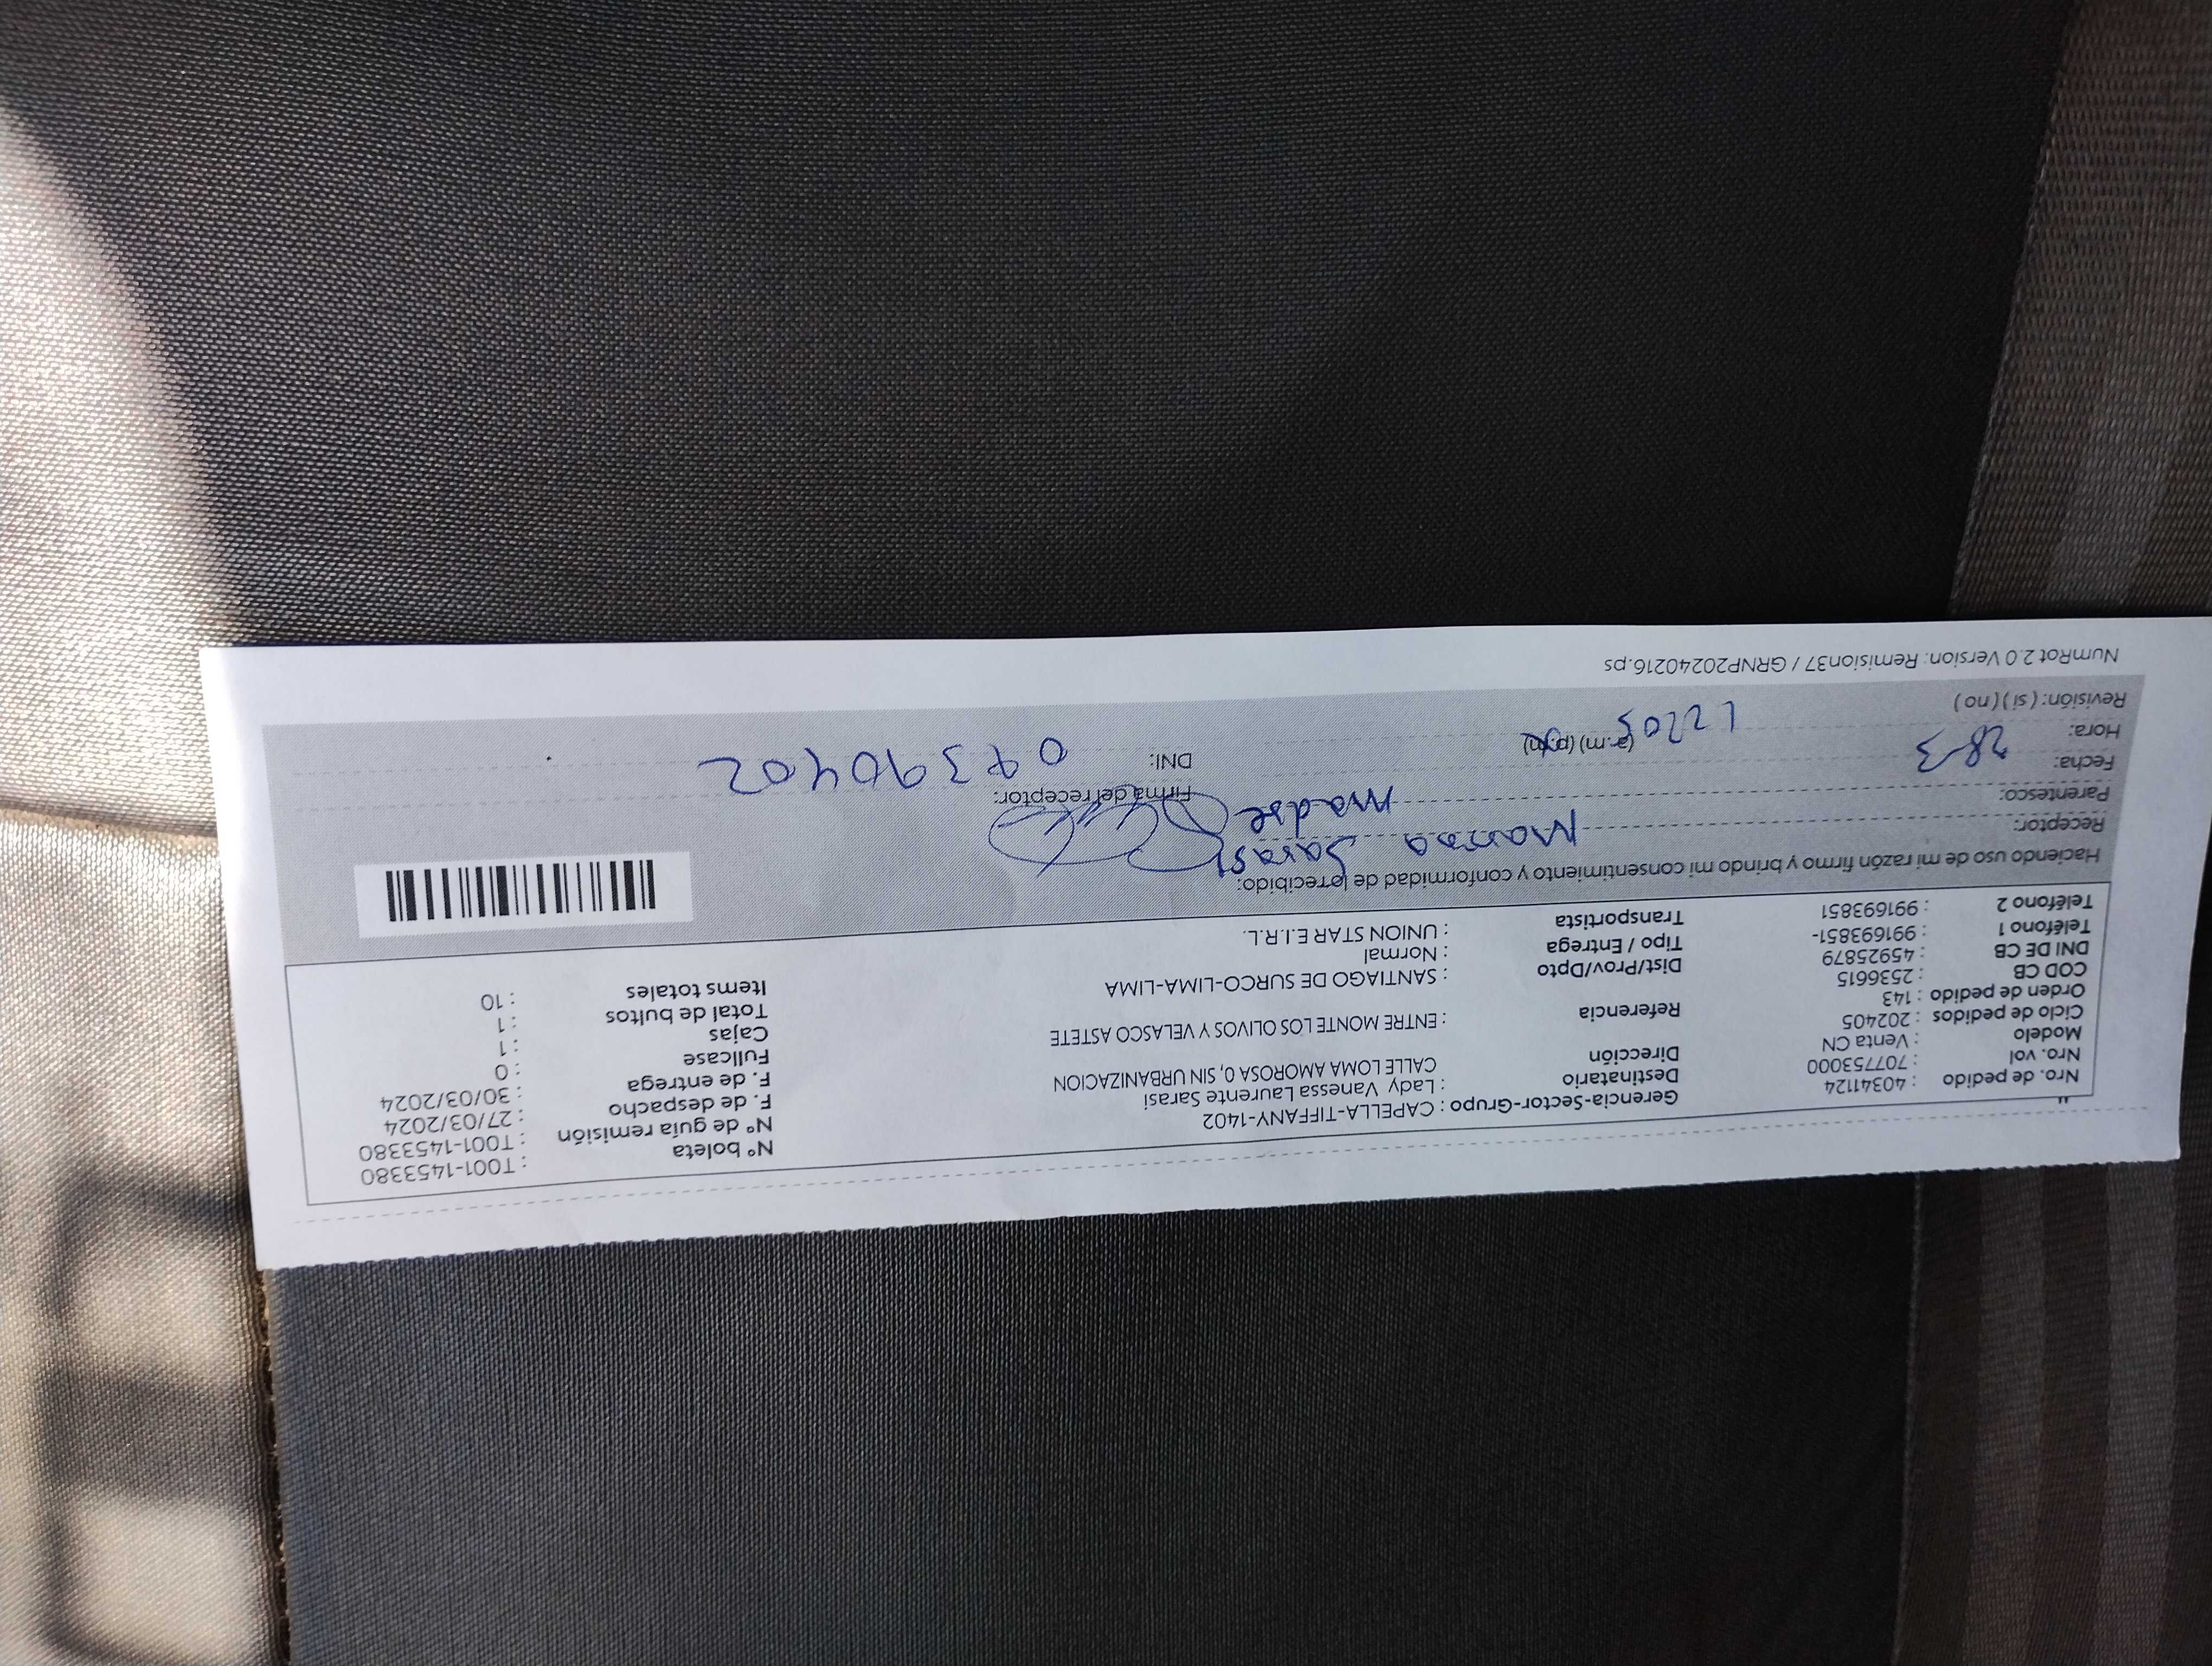 Nro. de pedido : 40341124
Nro. vol : 707753000
Modelo : Venta CN
Ciclo de pedidos : 202405
Orden de pedido : 143
COD CB : 2536615
DNI DE CB : 45925879
Teléfono 1 : 991693851-
Teléfono 2 : 991693851
Gerencia-Sector-Grupo : CAPELLA-TIFFANY-1402
Destinatario : Lady Vanessa Laurente Sarasi
Dirección CALLE LOMA AMOROSA 0, SIN URBANIZACION
Referencia : ENTRE MONTE LOS OLIVOS Y VELASCO ASTETE
Dist/Prov/Dpto : SANTIAGO DE SURCO-LIMA-LIMA
Tipo / Entrega : Normal
Transportista : UNION STAR E.I.R.L.
N° boleta : T001-1453380
N° de guía remisión : T001-1453380
F. de despacho : 27/03/2024
F. de entrega : 30/03/2024
Fullcase : 0
Cajas : 1
Total de bultos : 1
Items totales : 10
Haciendo uso de mi razón firmo y brindo mi consentimiento y conformidad de lo recibido:
Receptor: Sarasi
Parentesco: madre
Firma del receptor:
Fecha: 28-3
DNI:
Hora: (a.m) (p.m)
Revisión: ( si ) ( no )
NumRot 2.0 Version: Remision37 / GRNP20240216.ps